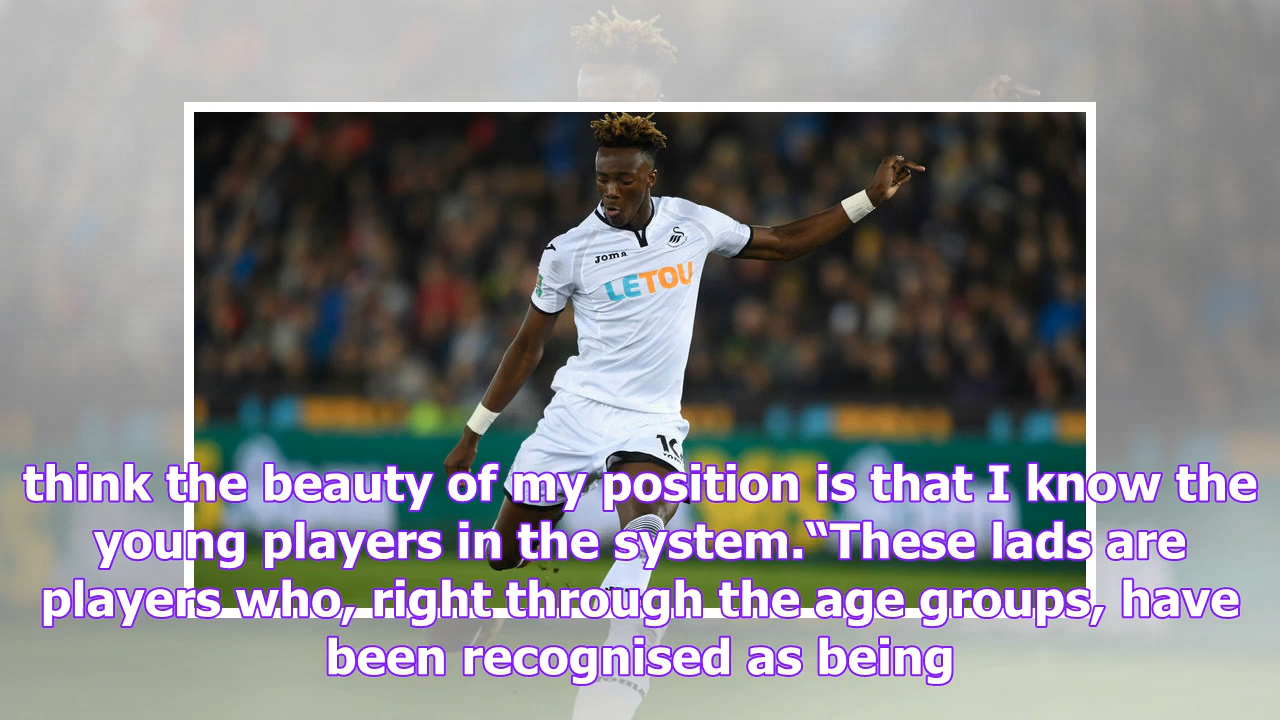 joma
LETOU
10
think the beauty of my position is that I know the
young players in the system.“These lads are
players who, right through the age groups, have
been recognised as being